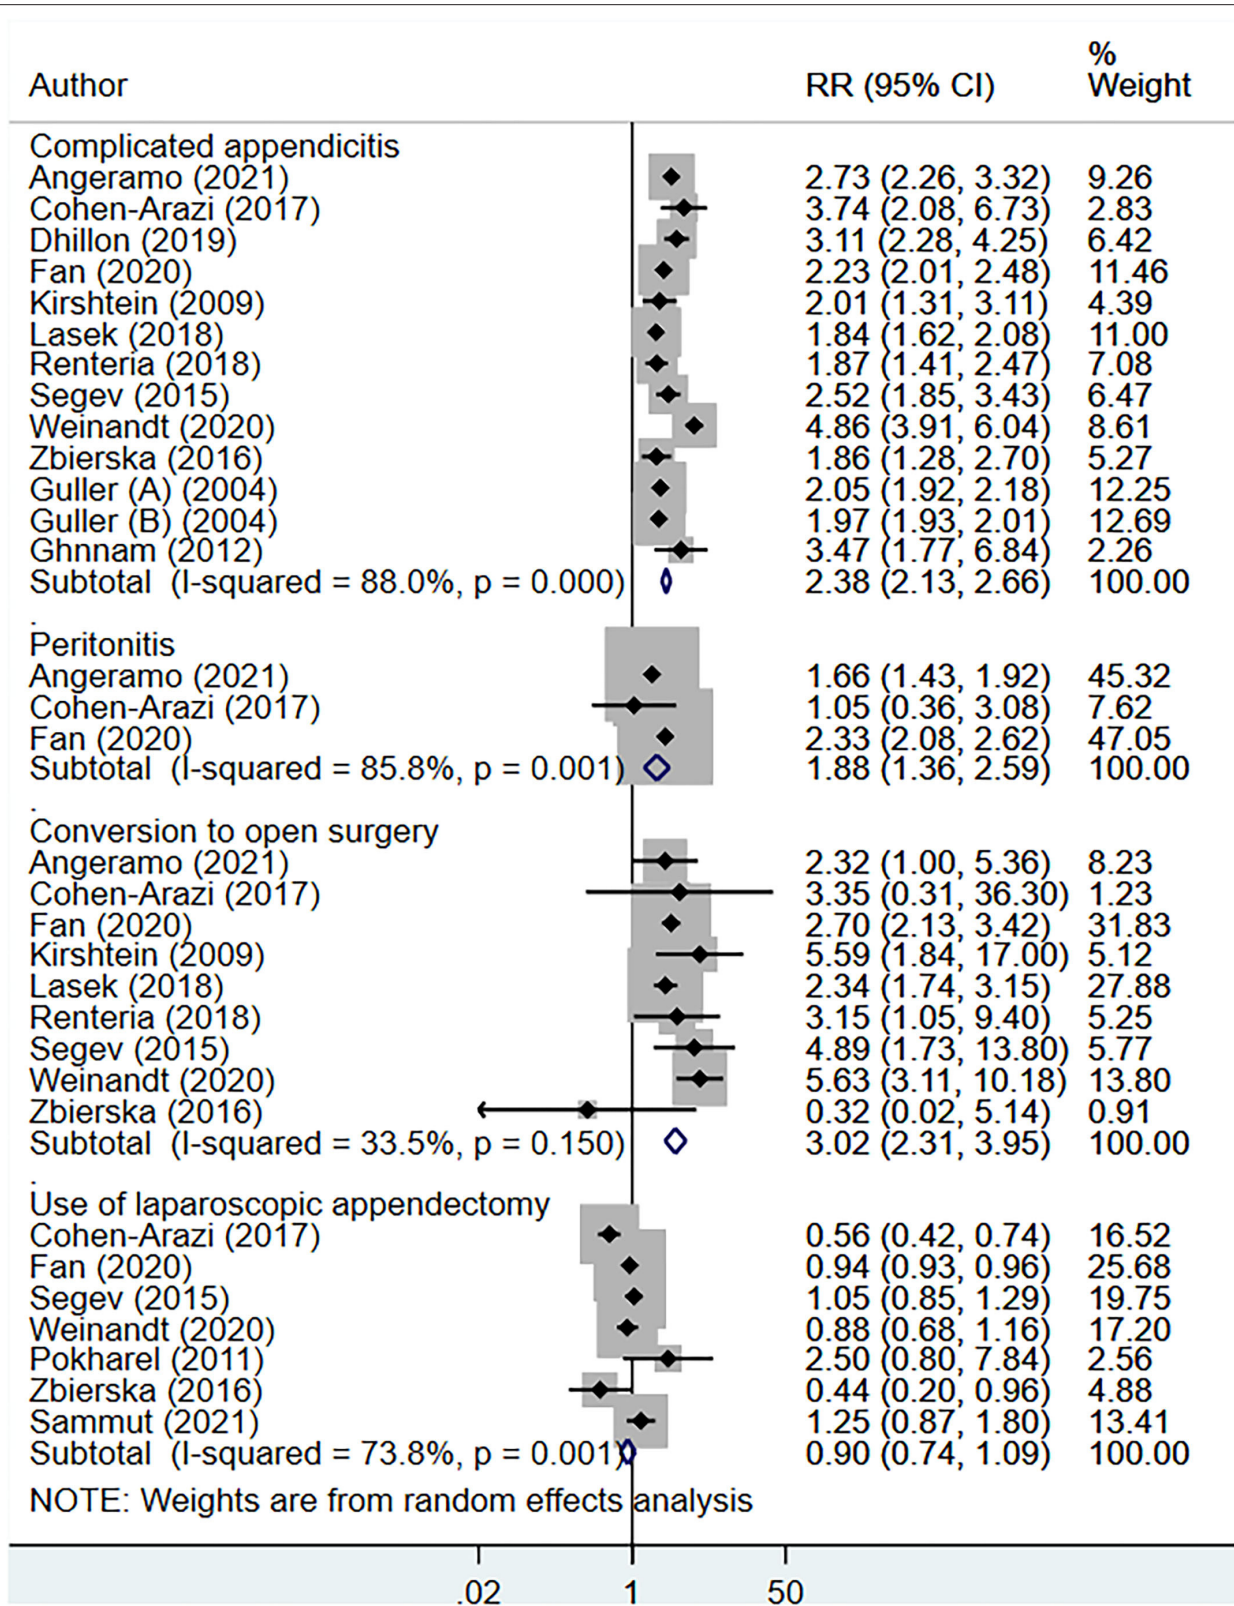 %
Author RR (95% CI) Weight
Complicated appendicitis
Angeramo (2021) 2.73 (2.26, 3.32) 9.26
Cohen-Arazi (2017) 3.74 (2.08, 6.73) 2.83
Dhillon (2019) 3.11 (2.28, 4.25) 6.42
Fan (2020) 2.23 (2.01, 2.48) 11.46
Kirshtein (2009) 2.01 (1.31, 3.11) 4.39
Lasek (2018) 1.84 (1.62, 2.08) 11.00
Renteria (2018) 1.87 (1.41, 2.47) 7.08
Segev (2015) 2.52 (1.85, 3.43) 6.47
Weinandt (2020) 4.86 (3.91, 6.04) 8.61
Zbierska (2016) 1.86 (1.28, 2.70) 5.27
Guller (A) (2004) 2.05 (1.92, 2.18) 12.25
Guller (B) (2004) 1.97 (1.93, 2.01) 12.69
Ghnnam (2012) 3.47 (1.77, 6.84) 2.26
Subtotal (I-squared = 88.0%, p = 0.000) 2.38 (2.13, 2.66) 100.00
.
Peritonitis
Angeramo (2021) 1.66 (1.43, 1.92) 45.32
Cohen-Arazi (2017) 1.05 (0.36, 3.08) 7.62
Fan (2020) 2.33 (2.08, 2.62) 47.05
Subtotal (I-squared = 85.8%, p = 0.001) 1.88 (1.36, 2.59) 100.00
.
Conversion to open surgery
Angeramo (2021) 2.32 (1.00, 5.36) 8.23
Cohen-Arazi (2017) 3.35 (0.31, 36.30) 1.23
Fan (2020) 2.70 (2.13, 3.42) 31.83
Kirshtein (2009) 5.59 (1.84, 17.00) 5.12
Lasek (2018) 2.34 (1.74, 3.15) 27.88
Renteria (2018) 3.15 (1.05, 9.40) 5.25
Segev (2015) 4.89 (1.73, 13.80) 5.77
Weinandt (2020) 5.63 (3.11, 10.18) 13.80
Zbierska (2016) 0.32 (0.02, 5.14) 0.91
Subtotal (I-squared = 33.5%, p = 0.150) 3.02 (2.31, 3.95) 100.00
.
Use of laparoscopic appendectomy
Cohen-Arazi (2017) 0.56 (0.42, 0.74) 16.52
Fan (2020) 0.94 (0.93, 0.96) 25.68
Segev (2015) 1.05 (0.85, 1.29) 19.75
Weinandt (2020) 0.88 (0.68, 1.16) 17.20
Pokharel (2011) 2.50 (0.80, 7.84) 2.56
Zbierska (2016) 0.44 (0.20, 0.96) 4.88
Sammut (2021) 1.25 (0.87, 1.80) 13.41
Subtotal (I-squared = 73.8%, p = 0.001) 0.90 (0.74, 1.09) 100.00
NOTE: Weights are from random effects analysis
.02 1 50